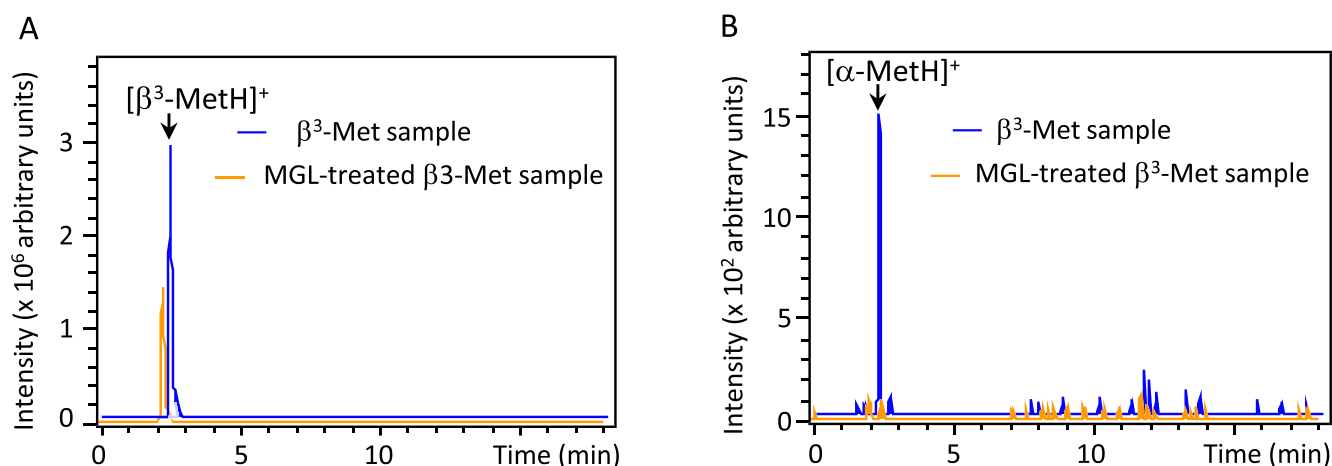 A
Intensity (x 10⁶ arbitrary units)
[β³-MetH]⁺
β³-Met sample
MGL-treated β3-Met sample
3
2
1
0
0 5 10 Time (min)
B
Intensity (x 10² arbitrary units)
[α-MetH]⁺
β³-Met sample
MGL-treated β³-Met sample
15
10
5
0
0 5 10 Time (min)